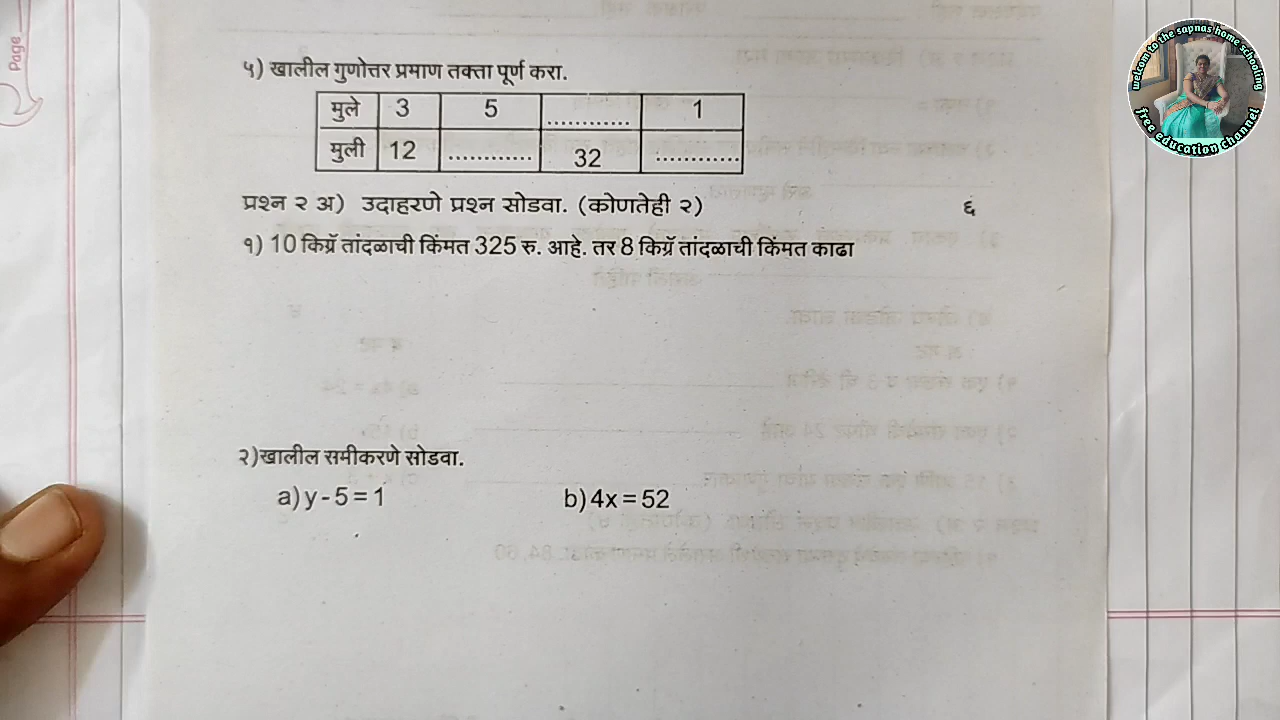 Page
welcom to the sapnas home schooling
free education channel
५) खालील गुणोत्तर प्रमाण तक्ता पूर्ण करा.
मुले 3 5 ............ 1
मुली 12 ............ 32 ............
प्रश्न २ अ) उदाहरणे प्रश्न सोडवा. (कोणतेही २) ६
१) 10 किग्रॅ तांदळाची किंमत 325 रु. आहे. तर 8 किग्रॅ तांदळाची किंमत काढा
२)खालील समीकरणे सोडवा.
a) y - 5 = 1 b) 4x = 52